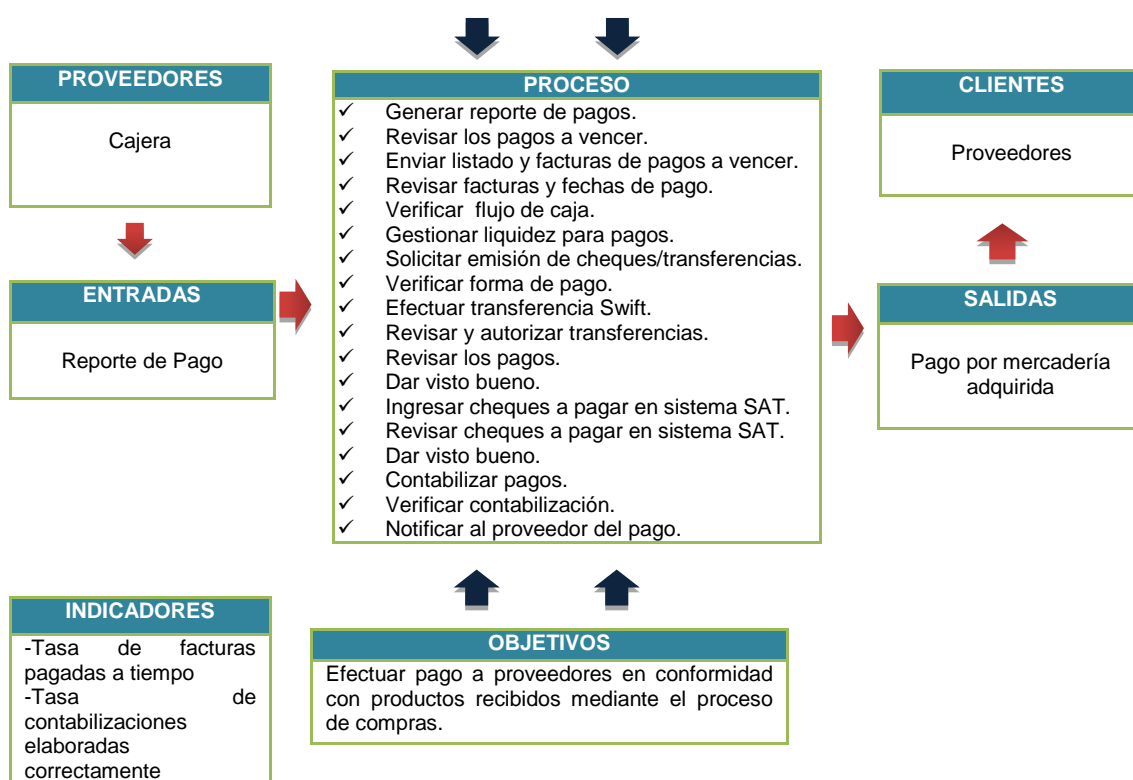 PROVEEDORES
Cajera
ENTRADAS
Reporte de Pago
PROCESO
✓ Generar reporte de pagos.
✓ Revisar los pagos a vencer.
✓ Enviar listado y facturas de pagos a vencer.
✓ Revisar facturas y fechas de pago.
✓ Verificar flujo de caja.
✓ Gestionar liquidez para pagos.
✓ Solicitar emisión de cheques/transferencias.
✓ Verificar forma de pago.
✓ Efectuar transferencia Swift.
✓ Revisar y autorizar transferencias.
✓ Revisar los pagos.
✓ Dar visto bueno.
✓ Ingresar cheques a pagar en sistema SAT.
✓ Revisar cheques a pagar en sistema SAT.
✓ Dar visto bueno.
✓ Contabilizar pagos.
✓ Verificar contabilización.
✓ Notificar al proveedor del pago.
CLIENTES
Proveedores
SALIDAS
Pago por mercadería
adquirida
INDICADORES
-Tasa de facturas
pagadas a tiempo
-Tasa de
contabilizaciones
elaboradas
correctamente
OBJETIVOS
Efectuar pago a proveedores en conformidad
con productos recibidos mediante el proceso
de compras.